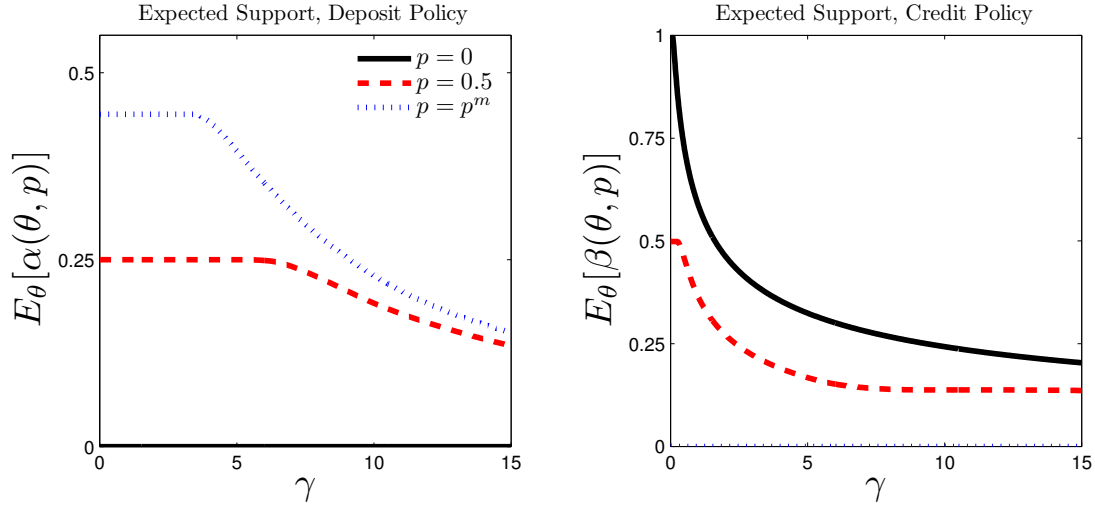 Expected Support, Deposit Policy
0.5
0.25
0
E_θ[α(θ, p)]
p = 0
p = 0.5
p = p^m
0 5 10 15
γ
Expected Support, Credit Policy
1
0.75
0.5
0.25
0
E_θ[β(θ, p)]
0 5 10 15
γ